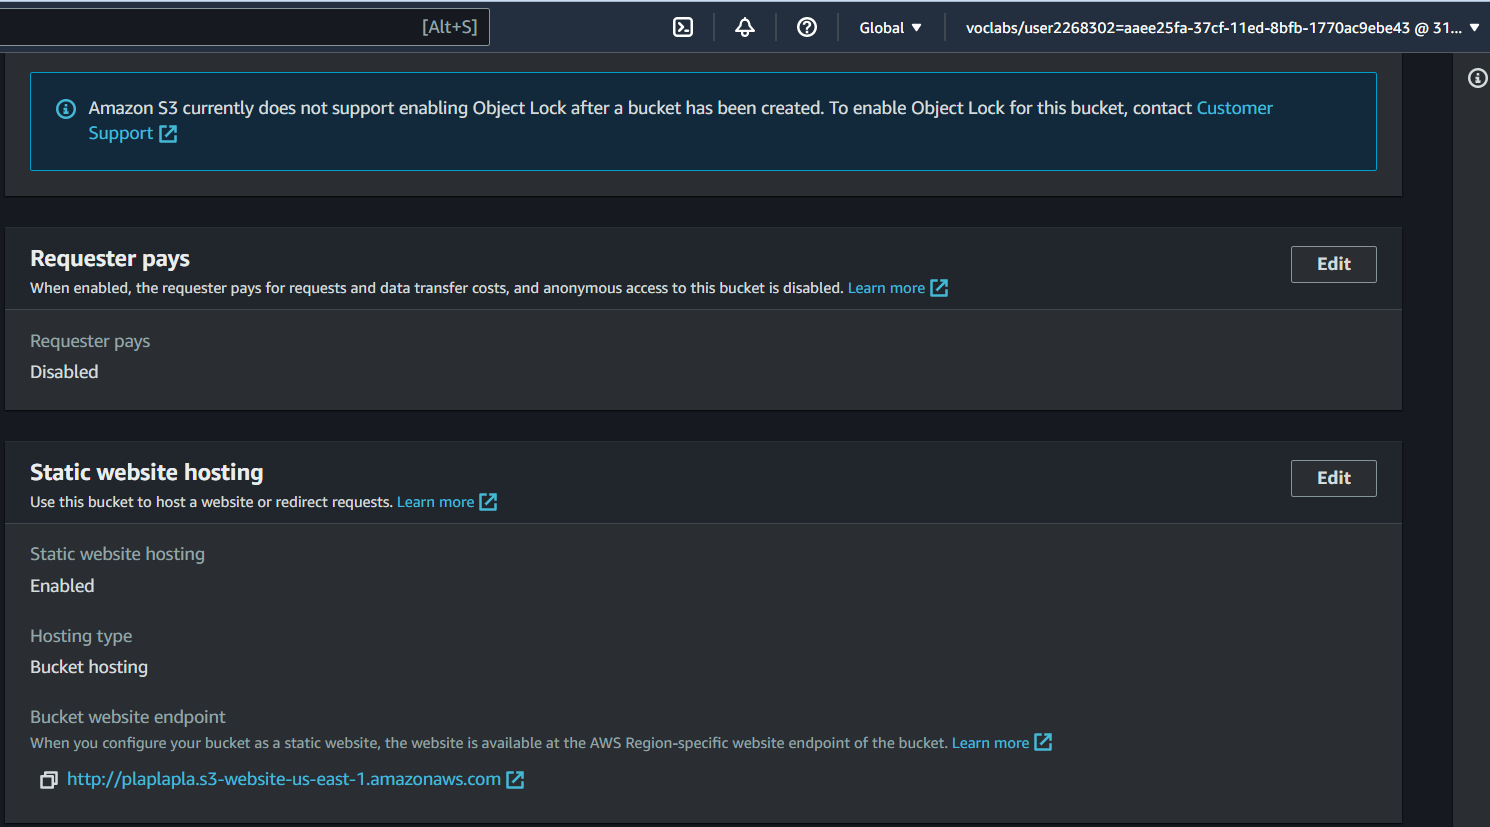 [Alt+S]
Global
voclabs/user2268302=aaee25fa-37cf-11ed-8bfb-1770ac9ebe43 @ 31...
Amazon S3 currently does not support enabling Object Lock after a bucket has been created. To enable Object Lock for this bucket, contact Customer
Support
Requester pays
Edit
When enabled, the requester pays for requests and data transfer costs, and anonymous access to this bucket is disabled. Learn more
Requester pays
Disabled
Static website hosting
Edit
Use this bucket to host a website or redirect requests. Learn more
Static website hosting
Enabled
Hosting type
Bucket hosting
Bucket website endpoint
When you configure your bucket as a static website, the website is available at the AWS Region-specific website endpoint of the bucket. Learn more
http://plaplapla.s3-website-us-east-1.amazonaws.com